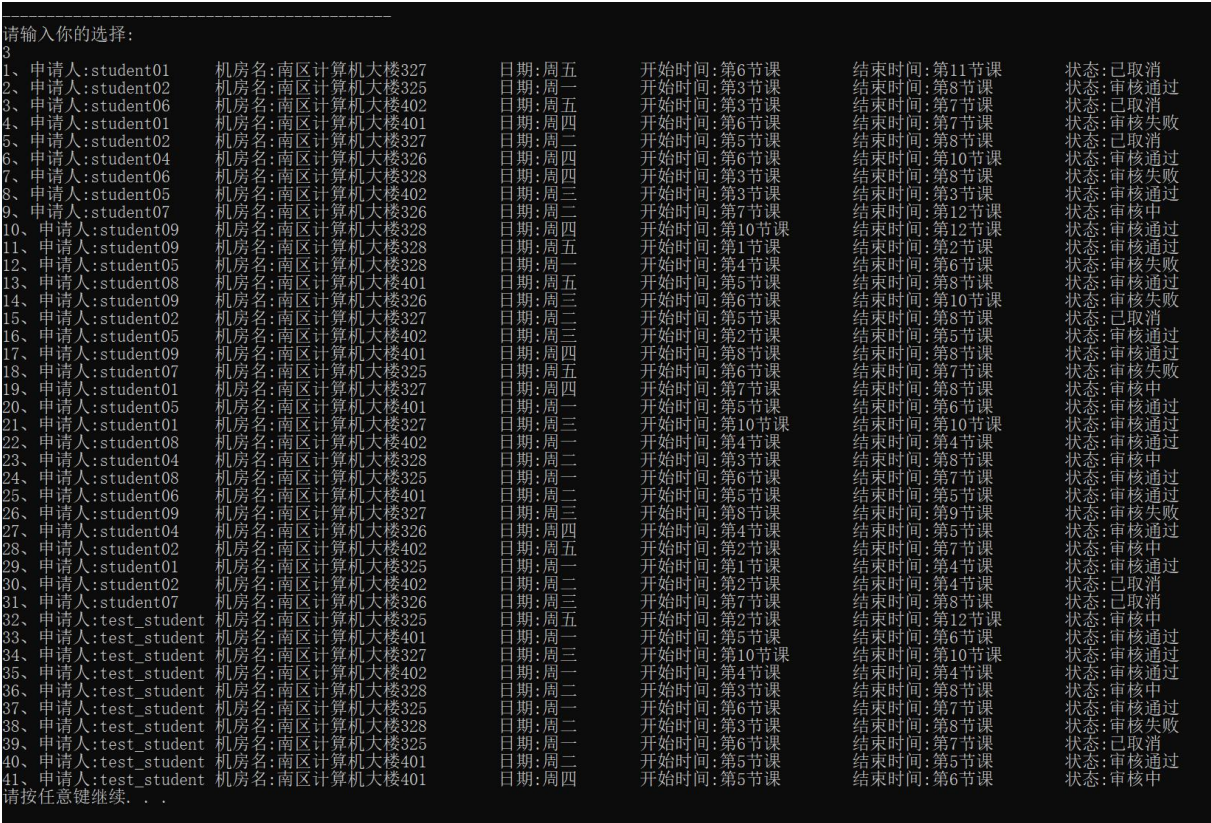 --------------------------------------------
请输入你的选择:
3
1、申请人:student01 机房名:南区计算机大楼327 日期:周五 开始时间:第6节课 结束时间:第11节课 状态:已取消
2、申请人:student02 机房名:南区计算机大楼325 日期:周一 开始时间:第3节课 结束时间:第8节课 状态:审核通过
3、申请人:student06 机房名:南区计算机大楼402 日期:周五 开始时间:第3节课 结束时间:第7节课 状态:已取消
4、申请人:student01 机房名:南区计算机大楼401 日期:周四 开始时间:第6节课 结束时间:第7节课 状态:审核失败
5、申请人:student02 机房名:南区计算机大楼327 日期:周二 开始时间:第5节课 结束时间:第8节课 状态:已取消
6、申请人:student04 机房名:南区计算机大楼326 日期:周四 开始时间:第6节课 结束时间:第10节课 状态:审核通过
7、申请人:student06 机房名:南区计算机大楼328 日期:周四 开始时间:第3节课 结束时间:第8节课 状态:审核失败
8、申请人:student05 机房名:南区计算机大楼402 日期:周三 开始时间:第3节课 结束时间:第3节课 状态:审核通过
9、申请人:student07 机房名:南区计算机大楼326 日期:周二 开始时间:第7节课 结束时间:第12节课 状态:审核中
10、申请人:student09 机房名:南区计算机大楼328 日期:周四 开始时间:第10节课 结束时间:第12节课 状态:审核通过
11、申请人:student09 机房名:南区计算机大楼328 日期:周五 开始时间:第1节课 结束时间:第2节课 状态:审核通过
12、申请人:student05 机房名:南区计算机大楼328 日期:周一 开始时间:第4节课 结束时间:第6节课 状态:审核失败
13、申请人:student08 机房名:南区计算机大楼401 日期:周五 开始时间:第5节课 结束时间:第8节课 状态:审核通过
14、申请人:student09 机房名:南区计算机大楼326 日期:周三 开始时间:第6节课 结束时间:第10节课 状态:审核失败
15、申请人:student02 机房名:南区计算机大楼327 日期:周二 开始时间:第5节课 结束时间:第8节课 状态:已取消
16、申请人:student05 机房名:南区计算机大楼402 日期:周三 开始时间:第2节课 结束时间:第5节课 状态:审核通过
17、申请人:student09 机房名:南区计算机大楼401 日期:周四 开始时间:第8节课 结束时间:第8节课 状态:审核通过
18、申请人:student07 机房名:南区计算机大楼325 日期:周五 开始时间:第6节课 结束时间:第7节课 状态:审核失败
19、申请人:student01 机房名:南区计算机大楼327 日期:周四 开始时间:第7节课 结束时间:第8节课 状态:审核中
20、申请人:student05 机房名:南区计算机大楼401 日期:周一 开始时间:第5节课 结束时间:第6节课 状态:审核通过
21、申请人:student01 机房名:南区计算机大楼327 日期:周三 开始时间:第10节课 结束时间:第10节课 状态:审核通过
22、申请人:student08 机房名:南区计算机大楼402 日期:周一 开始时间:第4节课 结束时间:第4节课 状态:审核通过
23、申请人:student04 机房名:南区计算机大楼328 日期:周二 开始时间:第3节课 结束时间:第8节课 状态:审核中
24、申请人:student08 机房名:南区计算机大楼325 日期:周一 开始时间:第6节课 结束时间:第7节课 状态:审核通过
25、申请人:student06 机房名:南区计算机大楼401 日期:周二 开始时间:第5节课 结束时间:第5节课 状态:审核通过
26、申请人:student09 机房名:南区计算机大楼327 日期:周三 开始时间:第8节课 结束时间:第9节课 状态:审核失败
27、申请人:student04 机房名:南区计算机大楼326 日期:周四 开始时间:第4节课 结束时间:第5节课 状态:审核通过
28、申请人:student02 机房名:南区计算机大楼402 日期:周五 开始时间:第2节课 结束时间:第7节课 状态:审核中
29、申请人:student01 机房名:南区计算机大楼325 日期:周一 开始时间:第1节课 结束时间:第4节课 状态:审核通过
30、申请人:student02 机房名:南区计算机大楼402 日期:周二 开始时间:第2节课 结束时间:第4节课 状态:已取消
31、申请人:student07 机房名:南区计算机大楼326 日期:周三 开始时间:第7节课 结束时间:第8节课 状态:已取消
32、申请人:test_student 机房名:南区计算机大楼325 日期:周五 开始时间:第2节课 结束时间:第12节课 状态:审核中
33、申请人:test_student 机房名:南区计算机大楼401 日期:周一 开始时间:第5节课 结束时间:第6节课 状态:审核通过
34、申请人:test_student 机房名:南区计算机大楼327 日期:周三 开始时间:第10节课 结束时间:第10节课 状态:审核通过
35、申请人:test_student 机房名:南区计算机大楼402 日期:周一 开始时间:第4节课 结束时间:第4节课 状态:审核通过
36、申请人:test_student 机房名:南区计算机大楼328 日期:周二 开始时间:第3节课 结束时间:第8节课 状态:审核中
37、申请人:test_student 机房名:南区计算机大楼325 日期:周一 开始时间:第6节课 结束时间:第7节课 状态:审核通过
38、申请人:test_student 机房名:南区计算机大楼328 日期:周二 开始时间:第3节课 结束时间:第8节课 状态:审核失败
39、申请人:test_student 机房名:南区计算机大楼325 日期:周一 开始时间:第6节课 结束时间:第7节课 状态:已取消
40、申请人:test_student 机房名:南区计算机大楼401 日期:周二 开始时间:第5节课 结束时间:第5节课 状态:审核通过
41、申请人:test_student 机房名:南区计算机大楼401 日期:周四 开始时间:第5节课 结束时间:第6节课 状态:审核中
请按任意键继续. . .